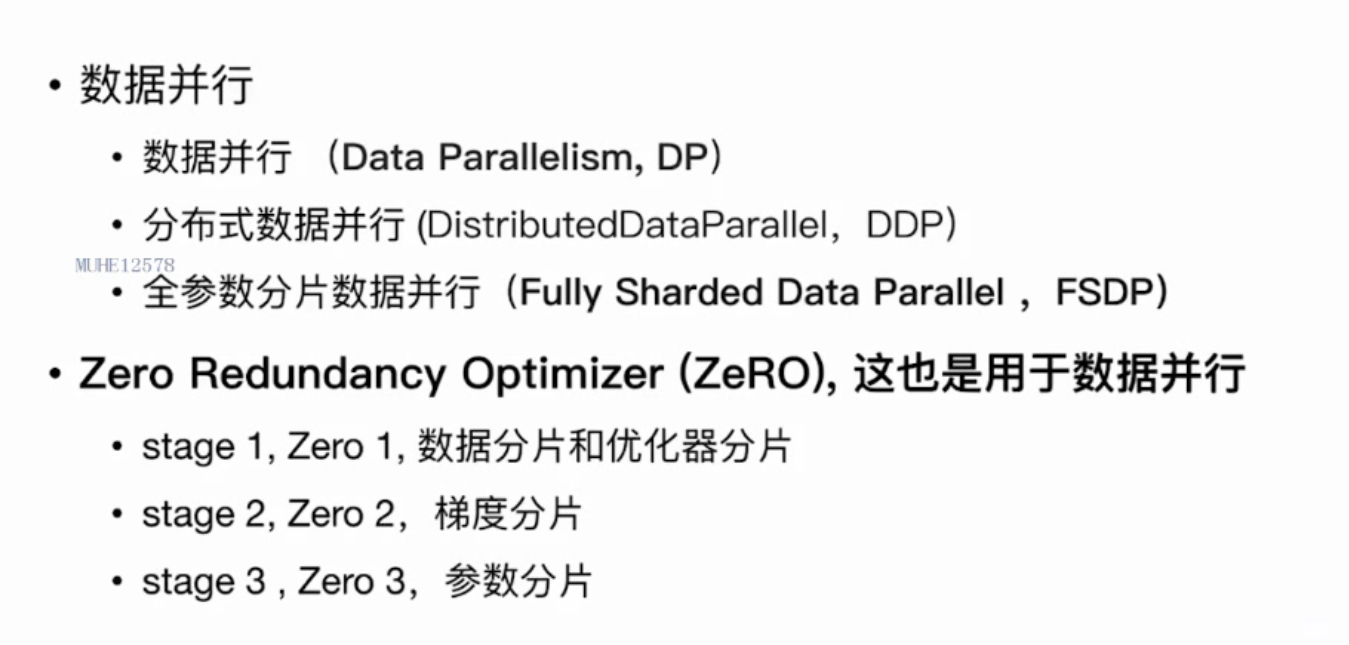 • 数据并行
• 数据并行 （Data Parallelism, DP）
• 分布式数据并行 (DistributedDataParallel，DDP）
MUHE12578
• 全参数分片数据并行（Fully Sharded Data Parallel ，FSDP）
• Zero Redundancy Optimizer (ZeRO), 这也是用于数据并行
• stage 1, Zero 1, 数据分片和优化器分片
• stage 2, Zero 2，梯度分片
• stage 3 , Zero 3，参数分片